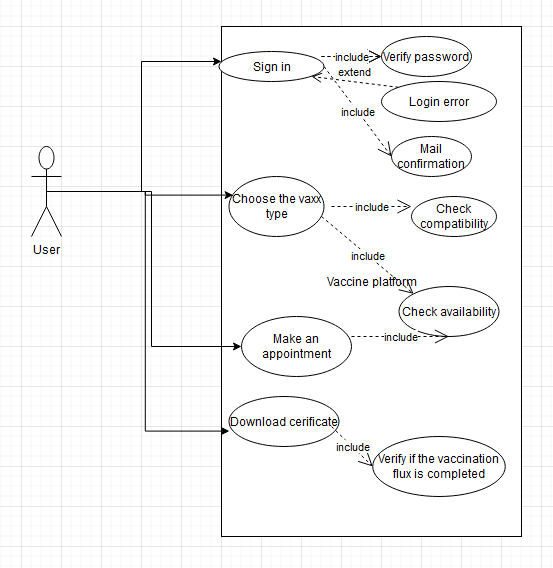 Sign in
include
Verify password
extend
Login error
include
Mail
confirmation
User
Choose the vaxx
type
include
Check
compatibility
include
Vaccine platform
Check availability
Make an
appointment
include
Download cerificate
include
Verify if the vaccination
flux is completed